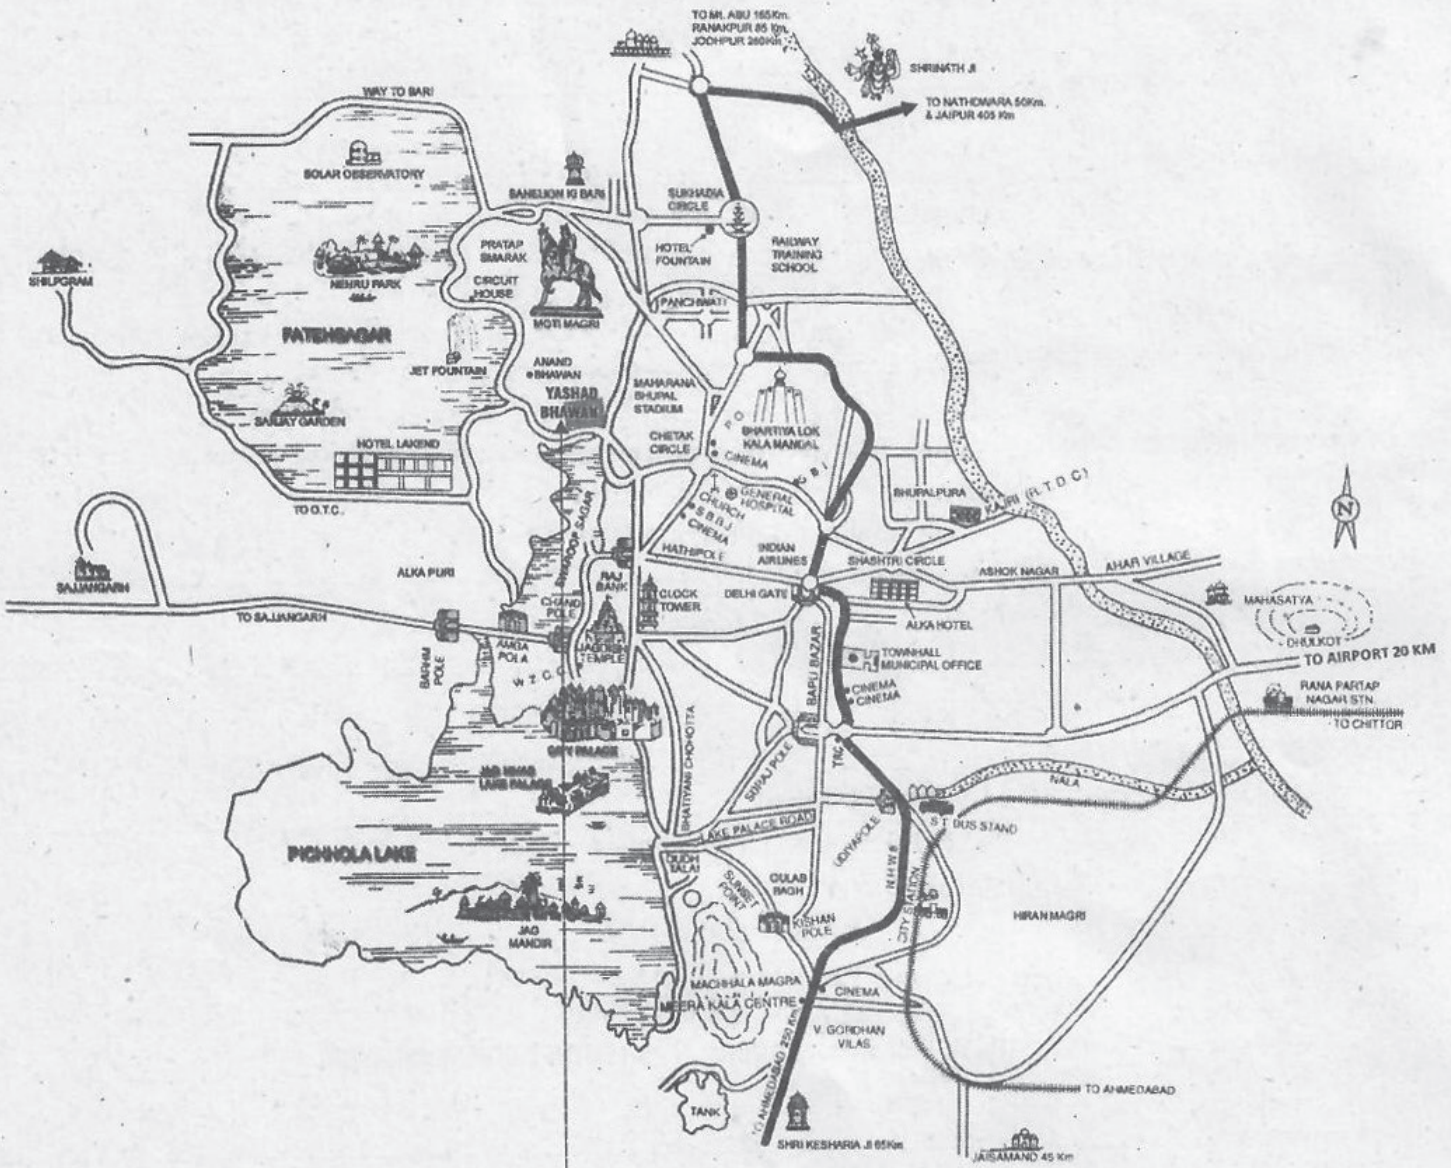 TO Mt. ABU 165Km.
RANAKPUR 85 Km.
JODHPUR 260Km
SHRINATH JI
TO NATHDWARA 50Km.
& JAIPUR 405 Km
WAY TO BARI
SOLAR OBSERVATORY
SAHELION KI BARI
SUKHADIA
CIRCLE
HOTEL
FOUNTAIN
RAILWAY
TRAINING
SCHOOL
PRATAP
SMARAK
CIRCUIT
HOUSE
SHILPGRAM
NEHRU PARK
PANCHWATI
MOTI MAGRI
FATEHSAGAR
JET FOUNTAIN
ANAND
BHAWAN
YASHAD
BHAWAN
MAHARANA
BHUPAL
STADIUM
SANJAY GARDEN
HOTEL LAKEND
P O
BHARTIYA LOK
KALA MANDAL
CHETAK
CIRCLE
CINEMA
GENERAL
HOSPITAL
CHURCH
S B B J
CINEMA
BHUPALPURA
KAJRI (R.T.D.C)
TO O.T.C.
SWAROOP SAGAR
HATHIPOLE
INDIAN
AIRLINES
SHASHTRI CIRCLE
ASHOK NAGAR
AHAR VILLAGE
SAJJANGARH
ALKA PURI
RAJ
BANK
CLOCK
TOWER
DELHI GATE
ALKA HOTEL
MAHASATYA
DHULKOT
TO AIRPORT 20 KM
TO SAJJANGARH
CHAND
POLE
AMBA
POLA
JAGDISH
TEMPLE
BARHM
POLE
W.Z.C.C.
BAPU BAZAR
TOWNHALL
MUNICIPAL OFFICE
CINEMA
CINEMA
RANA PARTAP
NAGAR STN.
TO CHITTOR
CITY PALACE
BHATIYANI CHOHOTTA
SURAJ POLE
TRC
JAG NIWAS
LAKE PALACE
NALA
S T BUS STAND
LAKE PALACE ROAD
UDIYAPOLE
PICHHOLA LAKE
DUDH
TALAI
SUNSET
POINT
GULAB
BAGH
N H W 8
CITY STATION
KISHAN
POLE
HIRAN MAGRI
JAG
MANDIR
MACHHALA MAGRA
CINEMA
MEERA KALA CENTRE
V. GORDHAN
VILAS
TO AHMEDABAD 250 Km
TO AHMEDABAD
TANK
SHRI KESHARIA JI 65Km
JAISAMAND 45 Km
N